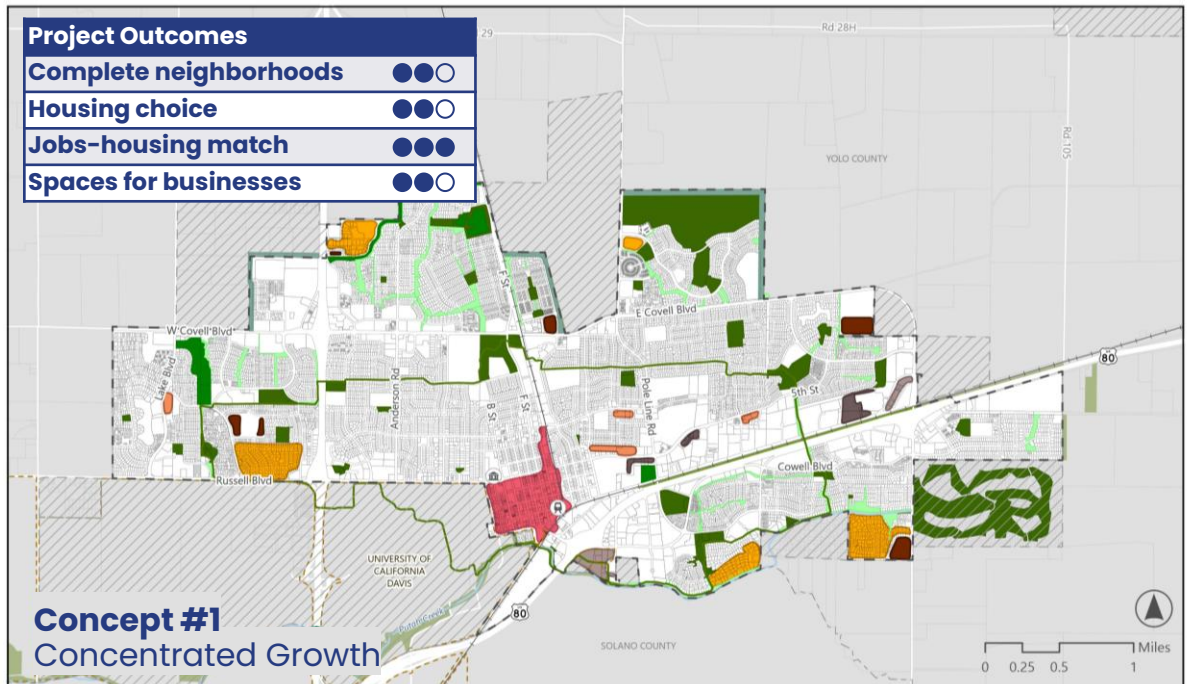 Project Outcomes
Complete neighborhoods
Housing choice
Jobs-housing match
Spaces for businesses
29
Rd 28H
Rd 105
YOLO COUNTY
F St
E Covell Blvd
W Covell Blvd
80
Lake Blvd
Anderson Rd
B St
F St
Pole Line Rd
5th St
Russell Blvd
Cowell Blvd
UNIVERSITY OF
CALIFORNIA
DAVIS
Putah Creek
80
SOLANO COUNTY
Concept #1
Concentrated Growth
Miles
0 0.25 0.5 1